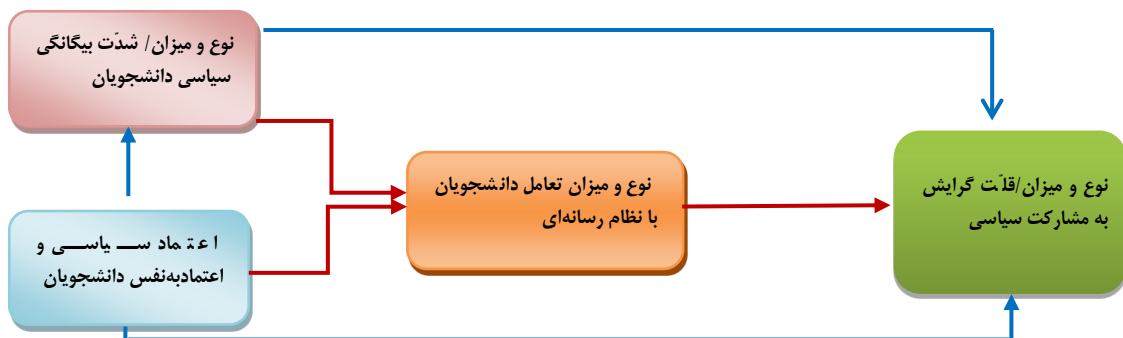 نوع و میزان/ شدّت بیگانگی
سیاسی دانشجویان
نوع و میزان تعامل دانشجویان
با نظام رسانه‌ای
نوع و میزان/قلّت گرایش
به مشارکت سیاسی
اعتماد سیاسی و
اعتمادبه‌نفس دانشجویان